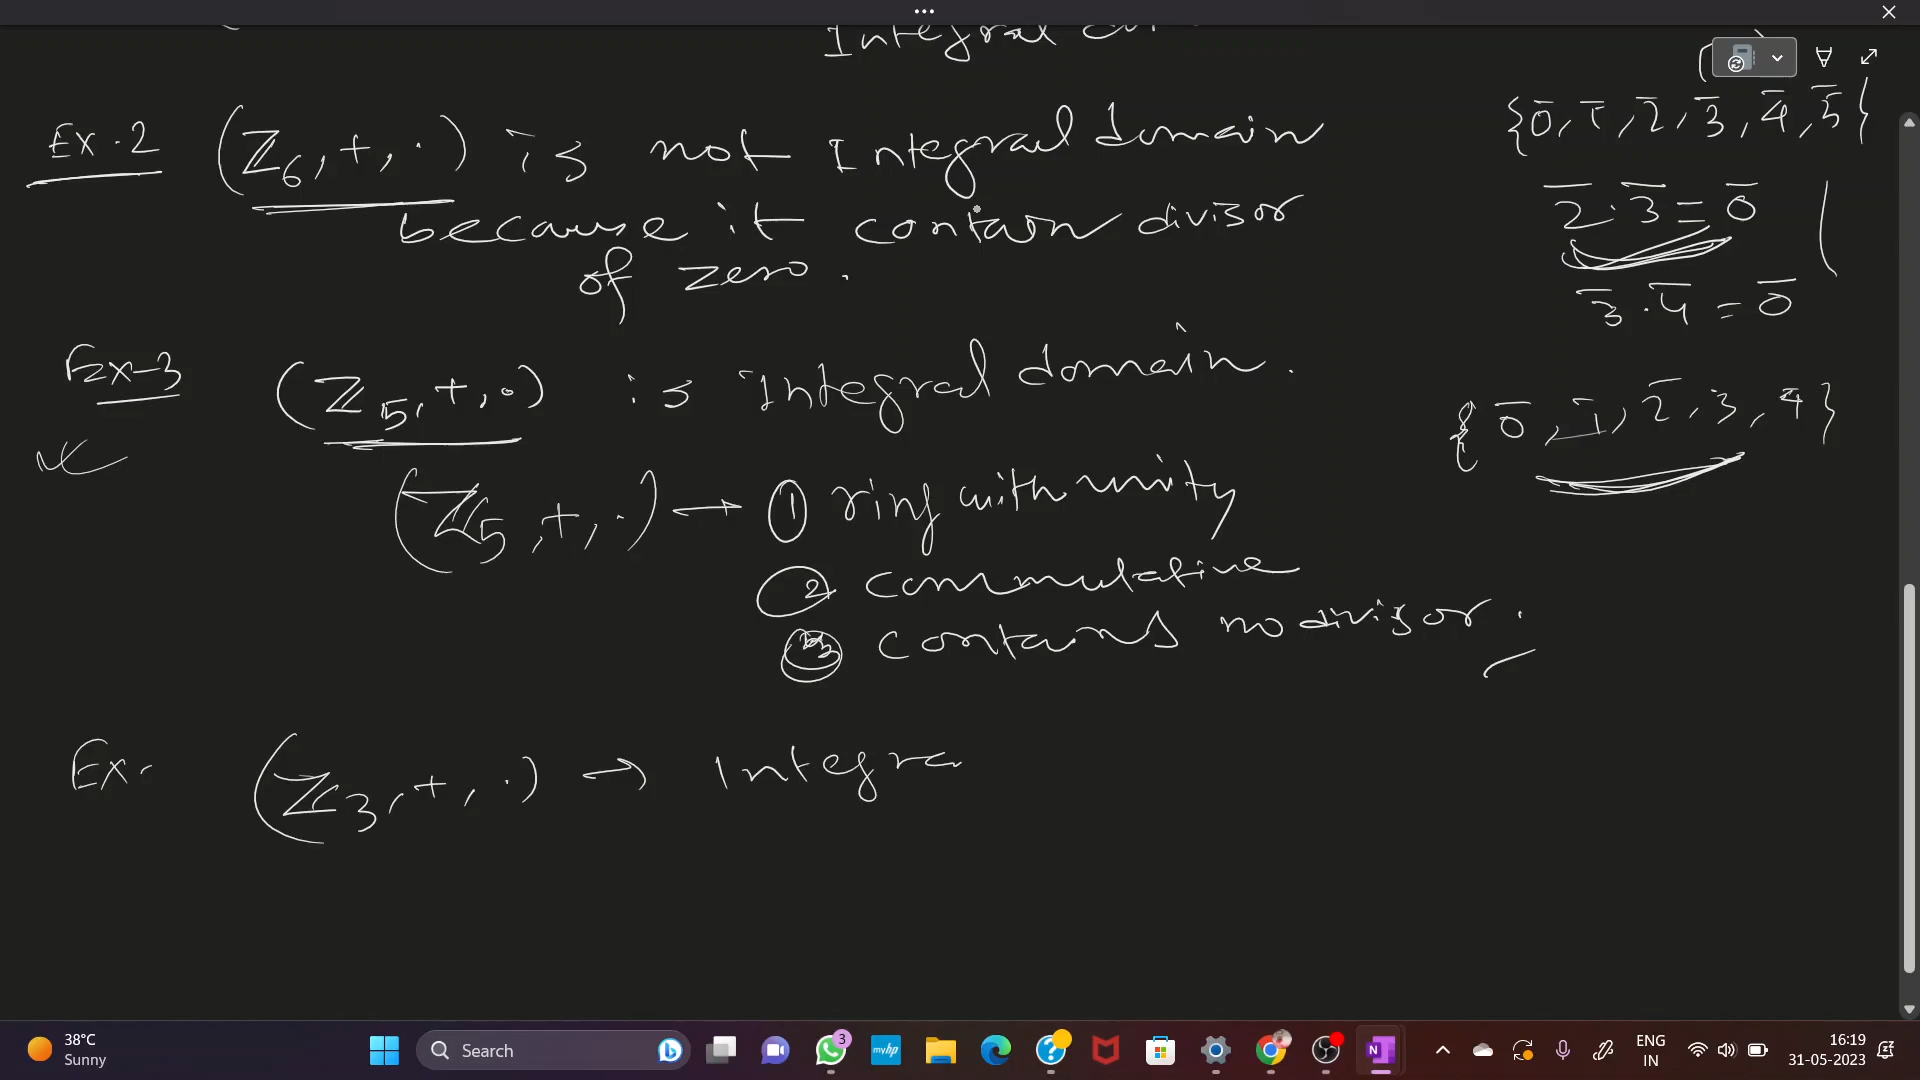 Integral
Ex.2 (Z6, +, ·) is not Integral domain
because it contain divisor
of zero.
{0̅, 1̅, 2̅, 3̅, 4̅, 5̅}
2̅·3̅ = 0̅
3̅·4̅ = 0̅
Ex-3 (Z5, +, ·) is Integral domain.
{0̅, 1̅, 2̅, 3, 4̅}
(Z5, +, ·) → ① ring with unity
② commutative
③ contains no divisor.
Ex. (Z3, +, ·) → Integra
38°C
Sunny
Search
3
myhp
N
ENG
IN
16:19
31-05-2023